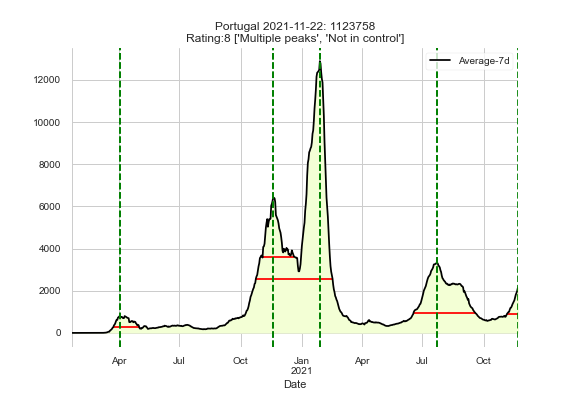 Portugal 2021-11-22: 1123758
Rating:8 ['Multiple peaks', 'Not in control']
Average-7d
12000
10000
8000
6000
4000
2000
0
Apr
Jul
Oct
Jan
2021
Apr
Jul
Oct
Date